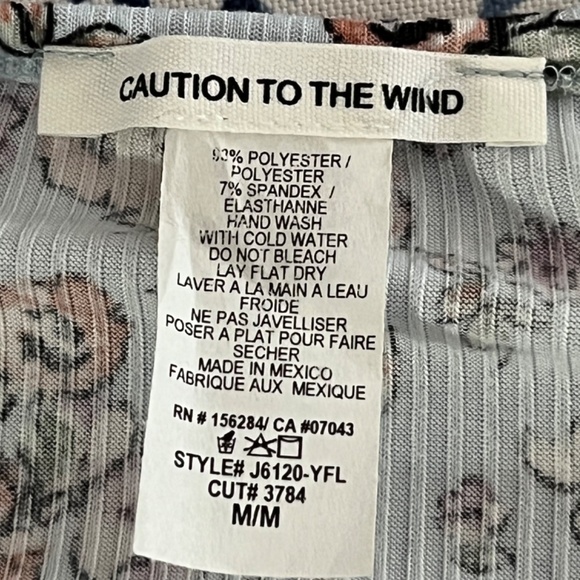 CAUTION TO THE WIND
93% POLYESTER /
POLYESTER
7% SPANDEX /
ELASTHANNE
HAND WASH
WITH COLD WATER
DO NOT BLEACH
LAY FLAT DRY
LAVER A LA MAIN A LEAU
FROIDE
NE PAS JAVELLISER
POSER A PLAT POUR FAIRE
SECHER
MADE IN MEXICO
FABRIQUE AUX MEXIQUE
RN # 156284/ CA #07043
STYLE# J6120-YFL
CUT# 3784
M/M